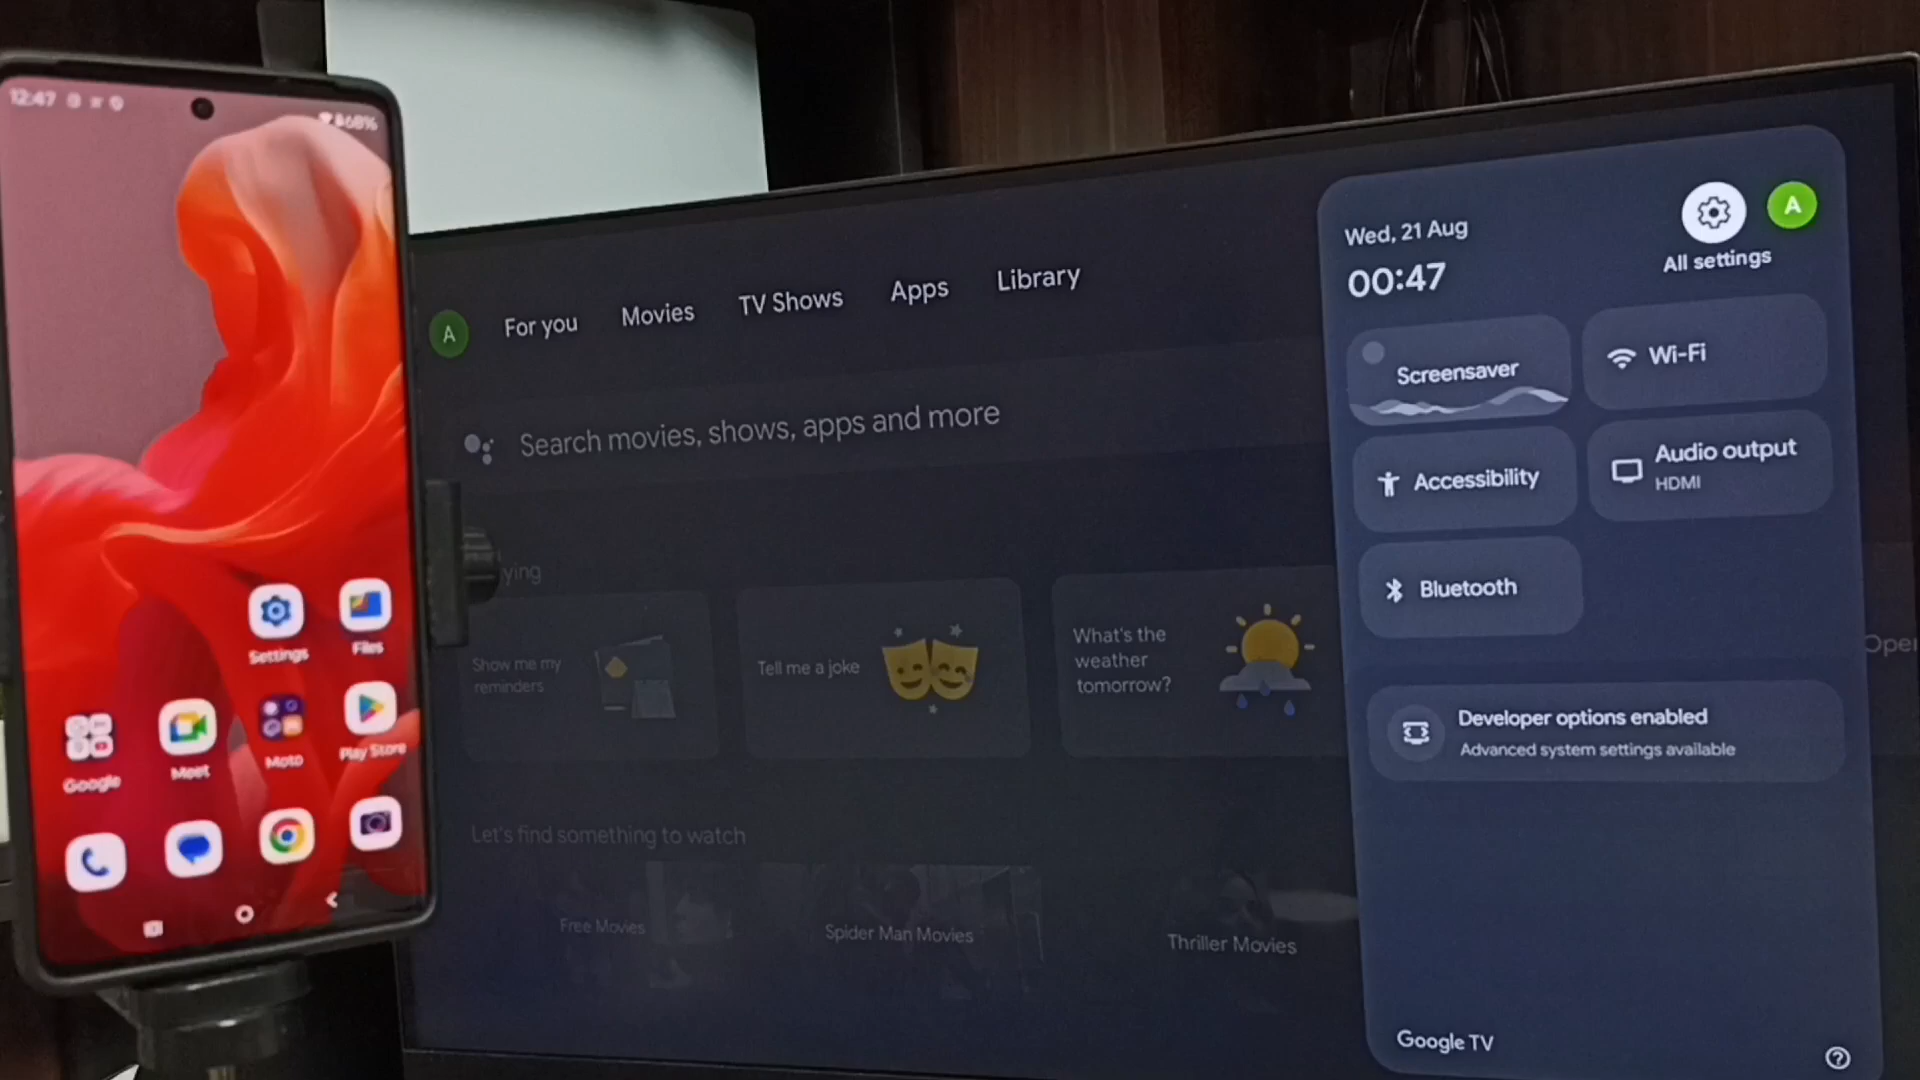 12:47
68%
Settings
Files
Google
Meet
Moto
Play Store
A
For you
Movies
TV Shows
Apps
Library
Search movies, shows, apps and more
ying
Show me my
reminders
Tell me a joke
What's the
weather
tomorrow?
Let's find something to watch
Free Movies
Spider Man Movies
Thriller Movies
Wed, 21 Aug
00:47
A
All settings
Screensaver
Wi-Fi
Accessibility
Audio output
HDMI
Bluetooth
Developer options enabled
Advanced system settings available
Google TV
Open